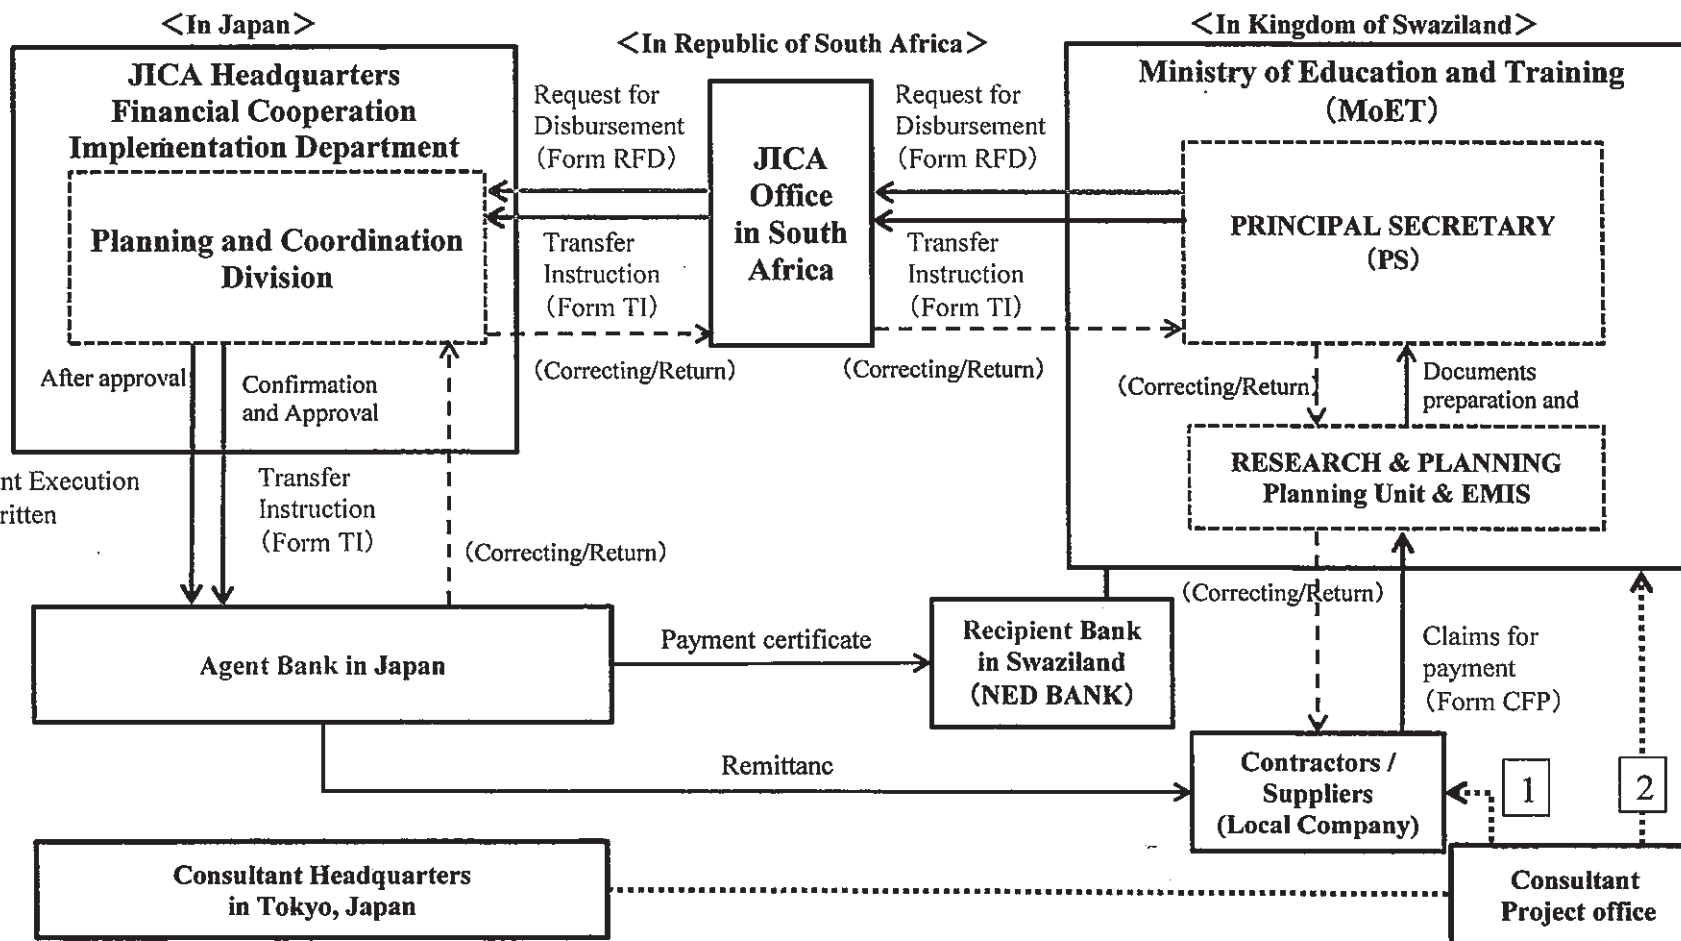 <In Japan>
<In Republic of South Africa>
<In Kingdom of Swaziland>
JICA Headquarters
Financial Cooperation
Implementation Department
Planning and Coordination
Division
Request for
Disbursement
(Form RFD)
Transfer
Instruction
(Form TI)
(Correcting/Return)
JICA
Office
in South
Africa
Request for
Disbursement
(Form RFD)
Transfer
Instruction
(Form TI)
(Correcting/Return)
Ministry of Education and Training
(MoET)
PRINCIPAL SECRETARY
(PS)
(Correcting/Return)
Documents
preparation and
RESEARCH & PLANNING
Planning Unit & EMIS
After approval
Confirmation
and Approval
nt Execution
ritten
Transfer
Instruction
(Form TI)
(Correcting/Return)
(Correcting/Return)
Claims for
payment
(Form CFP)
Agent Bank in Japan
Payment certificate
Recipient Bank
in Swaziland
(NED BANK)
Remittanc
Contractors /
Suppliers
(Local Company)
1
2
Consultant Headquarters
in Tokyo, Japan
Consultant
Project office